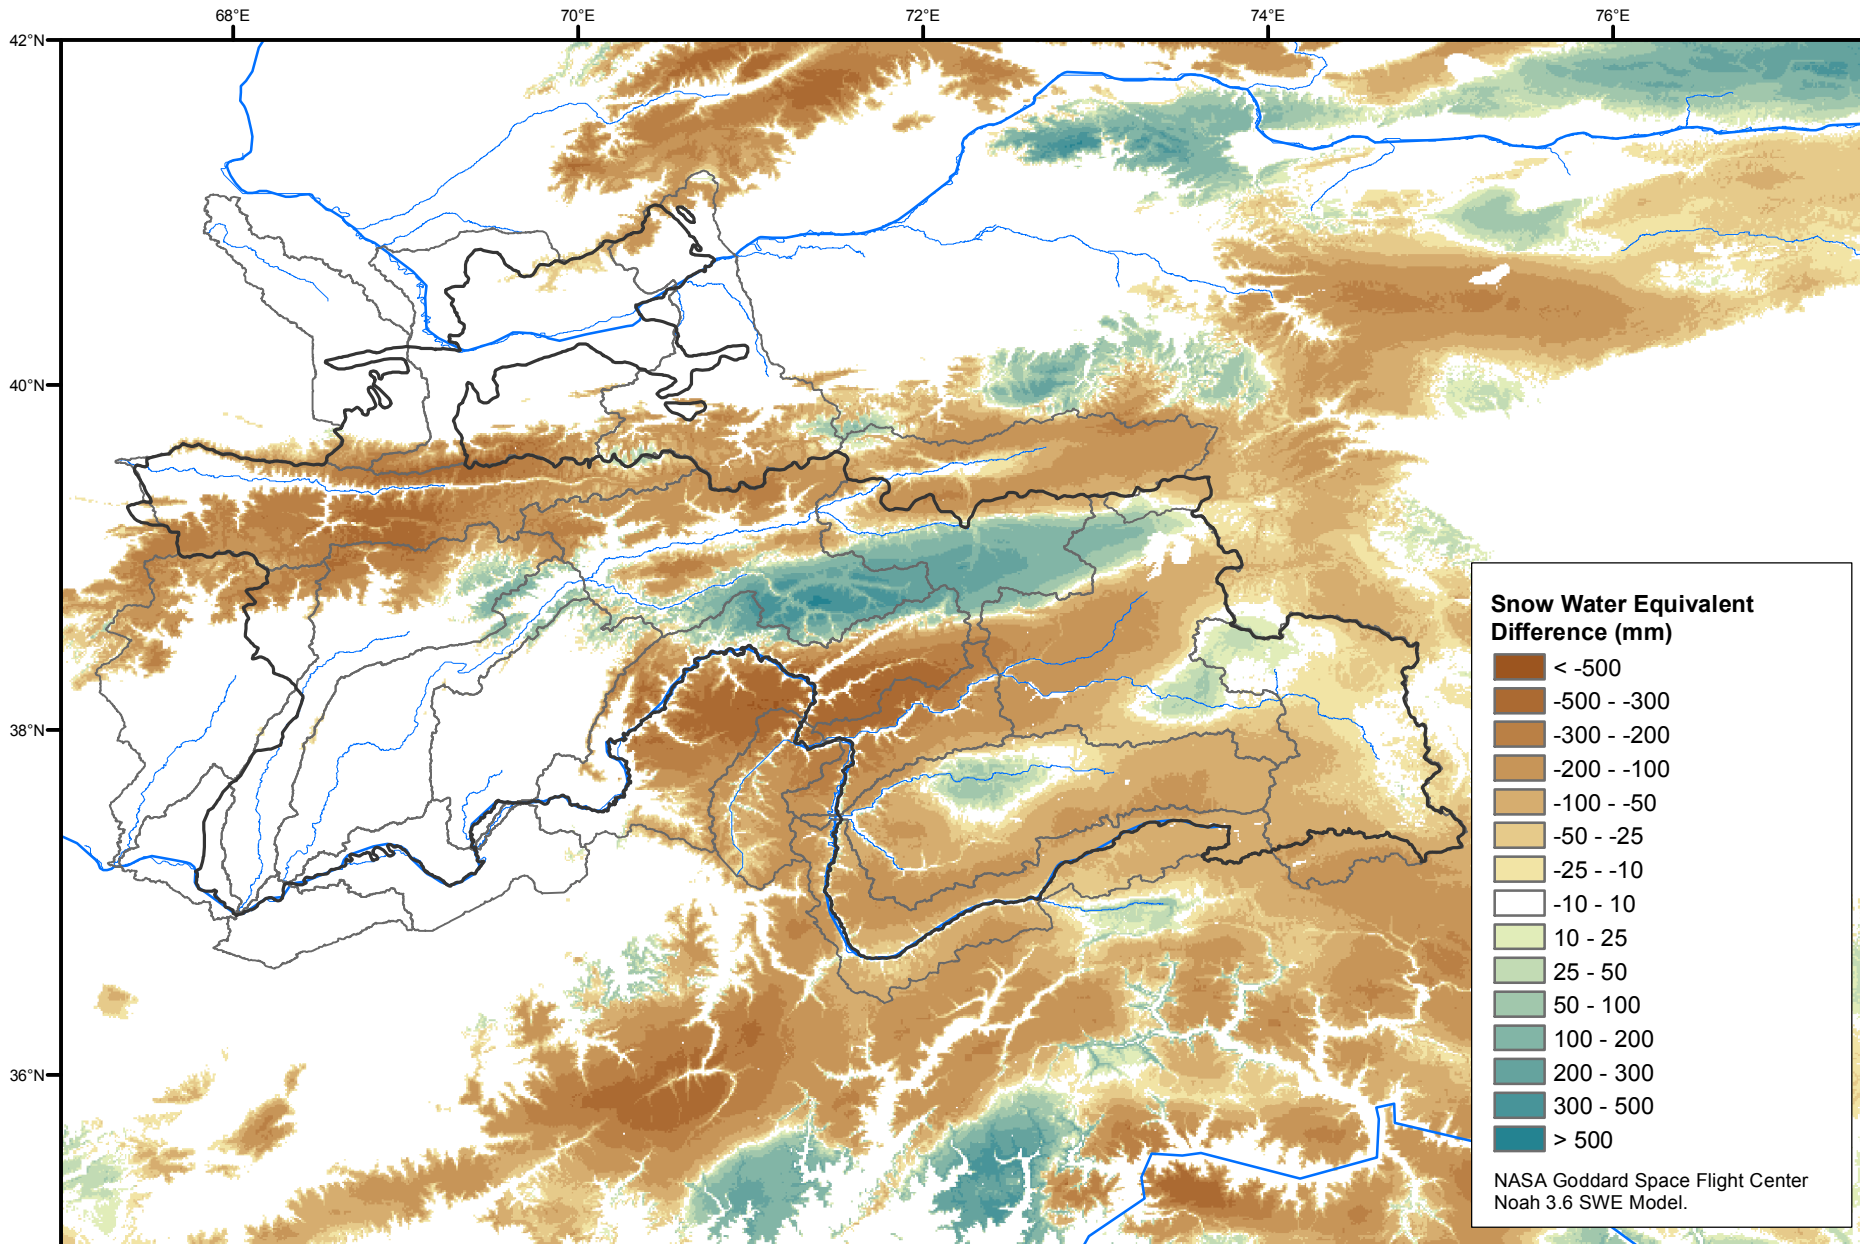 68°E
70°E
72°E
74°E
76°E
42°N
40°N
38°N
36°N
Snow Water Equivalent
Difference (mm)
< -500
-500 - -300
-300 - -200
-200 - -100
-100 - -50
-50 - -25
-25 - -10
-10 - 10
10 - 25
25 - 50
50 - 100
100 - 200
200 - 300
300 - 500
> 500
NASA Goddard Space Flight Center
Noah 3.6 SWE Model.